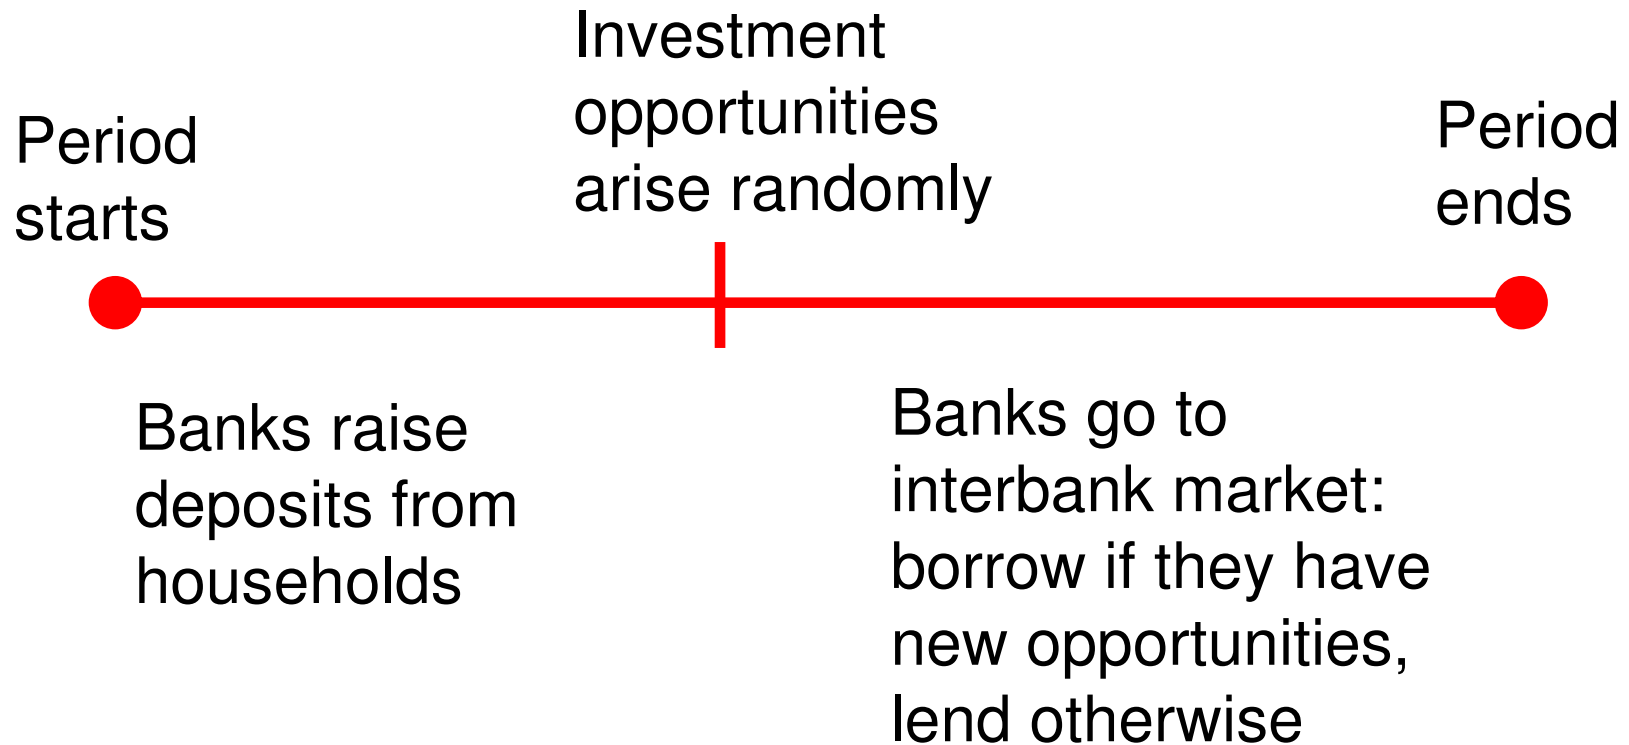 Period
starts
Investment
opportunities
arise randomly
Period
ends
Banks raise
deposits from
households
Banks go to
interbank market:
borrow if they have
new opportunities,
lend otherwise